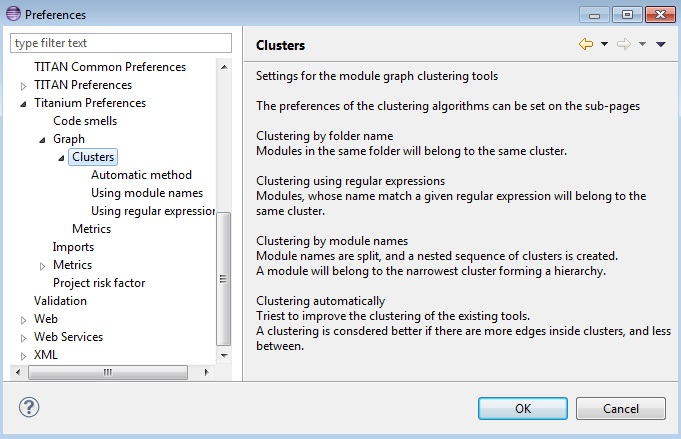 Preferences
type filter text
TITAN Common Preferences
TITAN Preferences
Titanium Preferences
Code smells
Graph
Clusters
Automatic method
Using module names
Using regular expression
Metrics
Imports
Metrics
Project risk factor
Validation
Web
Web Services
XML
Clusters
Settings for the module graph clustering tools
The preferences of the clustering algorithms can be set on the sub-pages
Clustering by folder name
Modules in the same folder will belong to the same cluster.
Clustering using regular expressions
Modules, whose name match a given regular expression will belong to the
same cluster.
Clustering by module names
Module names are split, and a nested sequence of clusters is created.
A module will belong to the narrowest cluster forming a hierarchy.
Clustering automatically
Triest to improve the clustering of the existing tools.
A clustering is consdered better if there are more edges inside clusters, and less
between.
?
OK
Cancel